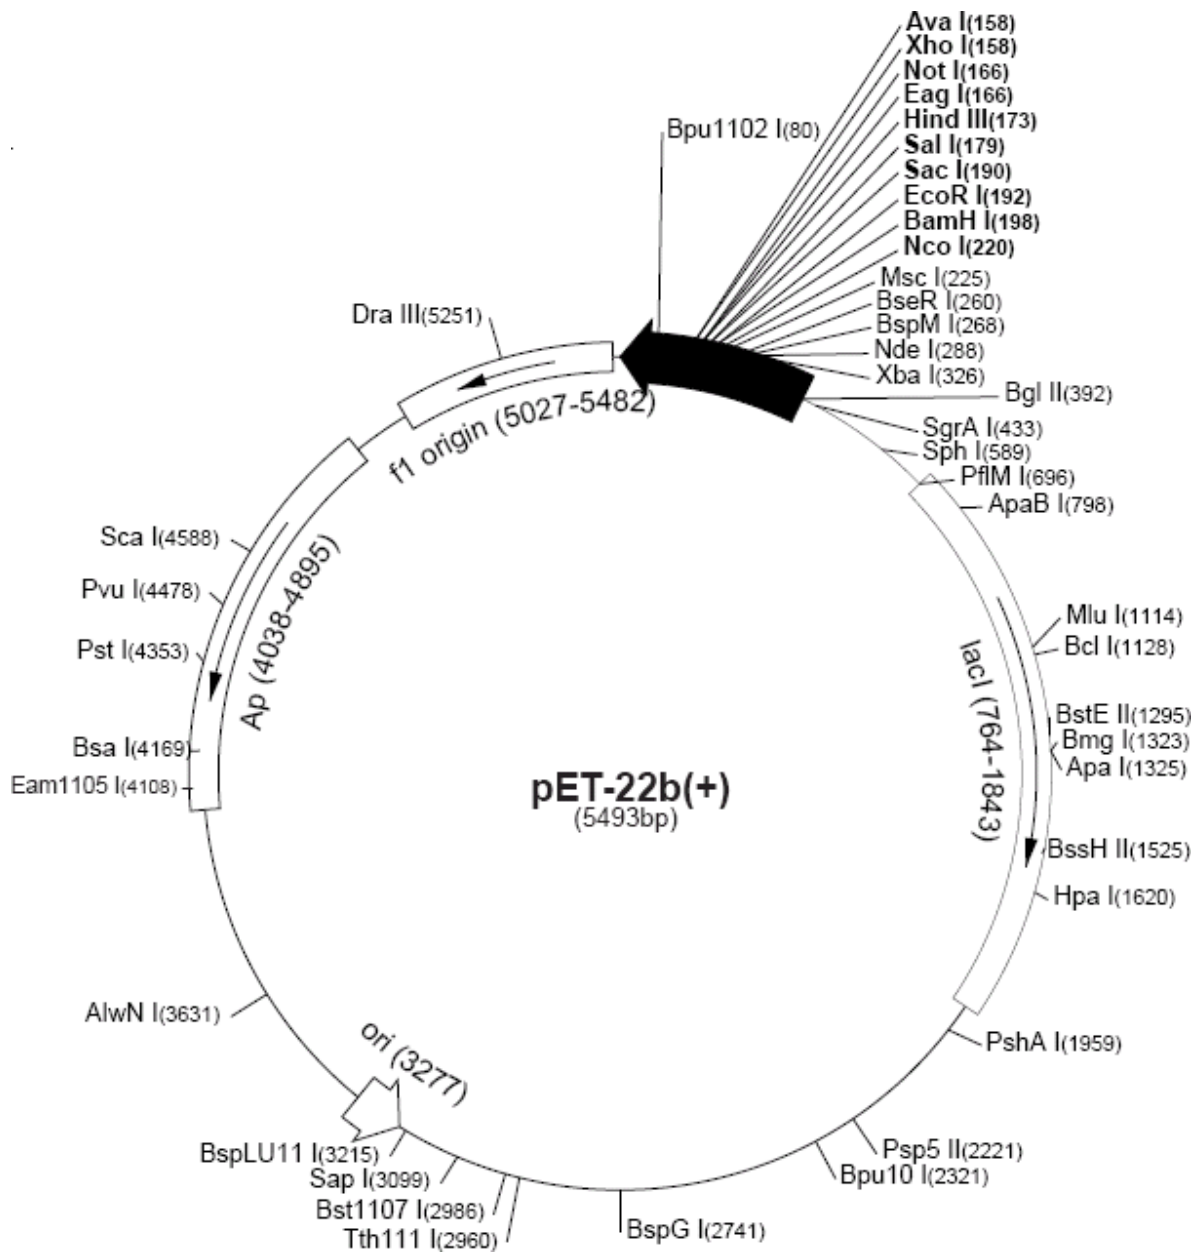 Ava I(158)
Xho I(158)
Not I(166)
Eag I(166)
Hind III(173)
Sal I(179)
Sac I(190)
EcoR I(192)
BamH I(198)
Nco I(220)
Msc I(225)
BseR I(260)
BspM I(268)
Nde I(288)
Xba I(326)
Bgl II(392)
SgrA I(433)
Sph I(589)
PflM I(696)
ApaB I(798)
Mlu I(1114)
Bcl I(1128)
BstE II(1295)
Bmg I(1323)
Apa I(1325)
BssH II(1525)
Hpa I(1620)
PshA I(1959)
Psp5 II(2221)
Bpu10 I(2321)
BspG I(2741)
Tth111 I(2960)
Bst1107 I(2986)
Sap I(3099)
BspLU11 I(3215)
AlwN I(3631)
Eam1105 I(4108)
Bsa I(4169)
Pst I(4353)
Pvu I(4478)
Sca I(4588)
Dra III(5251)
Bpu1102 I(80)
f1 origin (5027-5482)
Ap (4038-4895)
lacI (764-1843)
ori (3277)
pET-22b(+)
(5493bp)